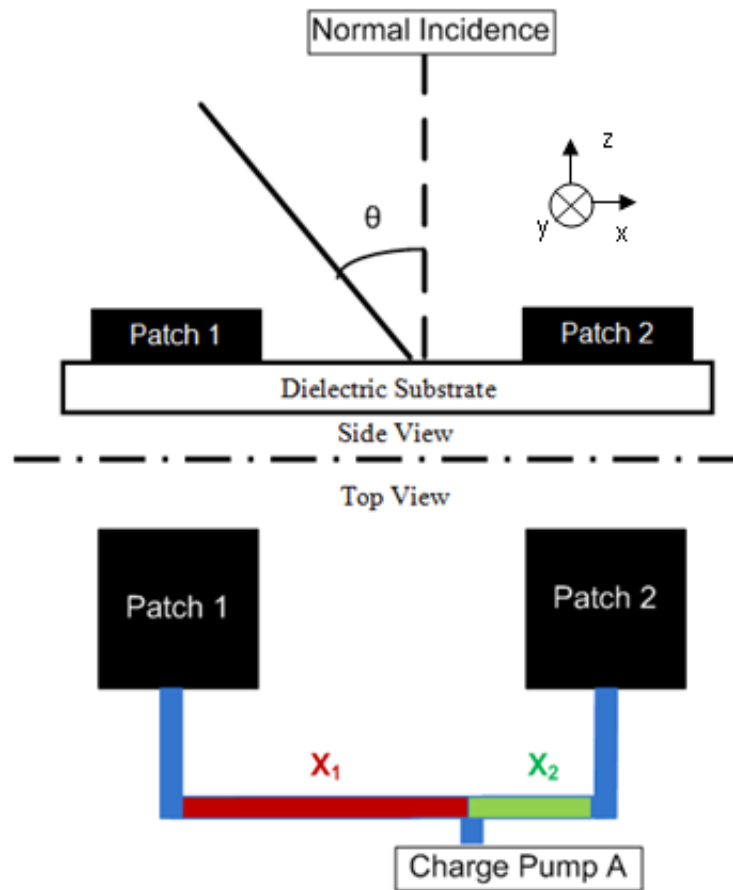 Normal Incidence
z
θ
y
x
Patch 1
Patch 2
Dielectric Substrate
Side View
Top View
Patch 1
Patch 2
X₁
X₂
Charge Pump A